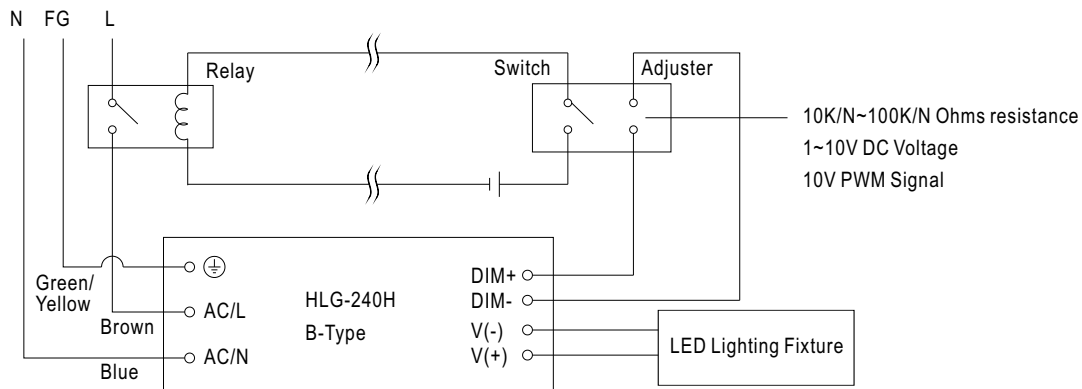 N FG L
Relay
Switch
Adjuster
10K/N~100K/N Ohms resistance
1~10V DC Voltage
10V PWM Signal
Green/
Yellow
Brown
Blue
AC/L
AC/N
HLG-240H
B-Type
DIM+
DIM-
V(-)
V(+)
LED Lighting Fixture